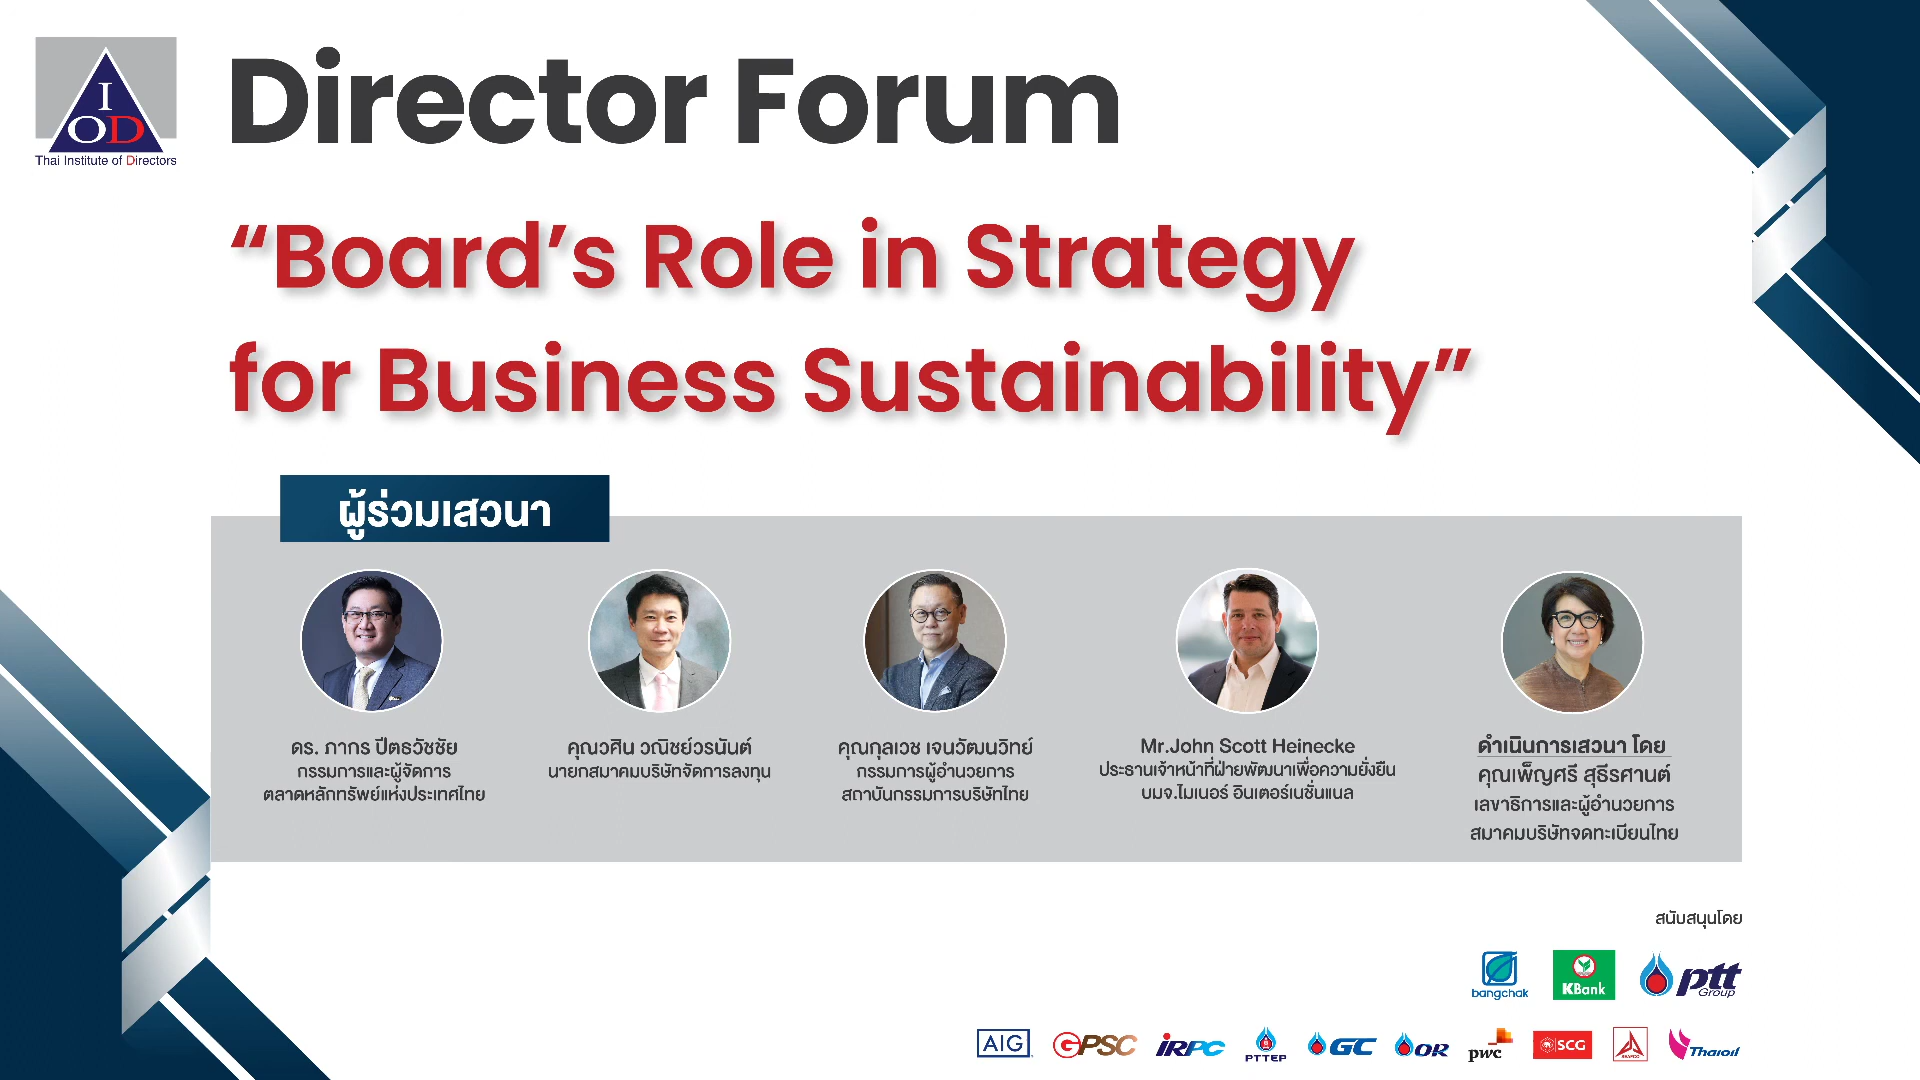 IOD
Thai Institute of Directors
Director Forum
“Board’s Role in Strategy
for Business Sustainability”
ผู้ร่วมเสวนา
ดร. ภากร ปีตธวัชชัย
กรรมการและผู้จัดการ
ตลาดหลักทรัพย์แห่งประเทศไทย
คุณวศิน วณิชย์วรนันต์
นายกสมาคมบริษัทจัดการลงทุน
คุณกุลเวช เจนวัฒนวิทย์
กรรมการผู้อำนวยการ
สถาบันกรรมการบริษัทไทย
Mr.John Scott Heinecke
ประธานเจ้าหน้าที่ฝ่ายพัฒนาเพื่อความยั่งยืน
บมจ.ไมเนอร์ อินเตอร์เนชั่นแนล
ดำเนินการเสวนา โดย
คุณเพ็ญศรี สุธีรศานต์
เลขาธิการและผู้อำนวยการ
สมาคมบริษัทจดทะเบียนไทย
สนับสนุนโดย
bangchak
KBank
ptt
Group
AIG
GPSC
IRPC
PTTEP
GC
OR
pwc
SCG
Thaioil